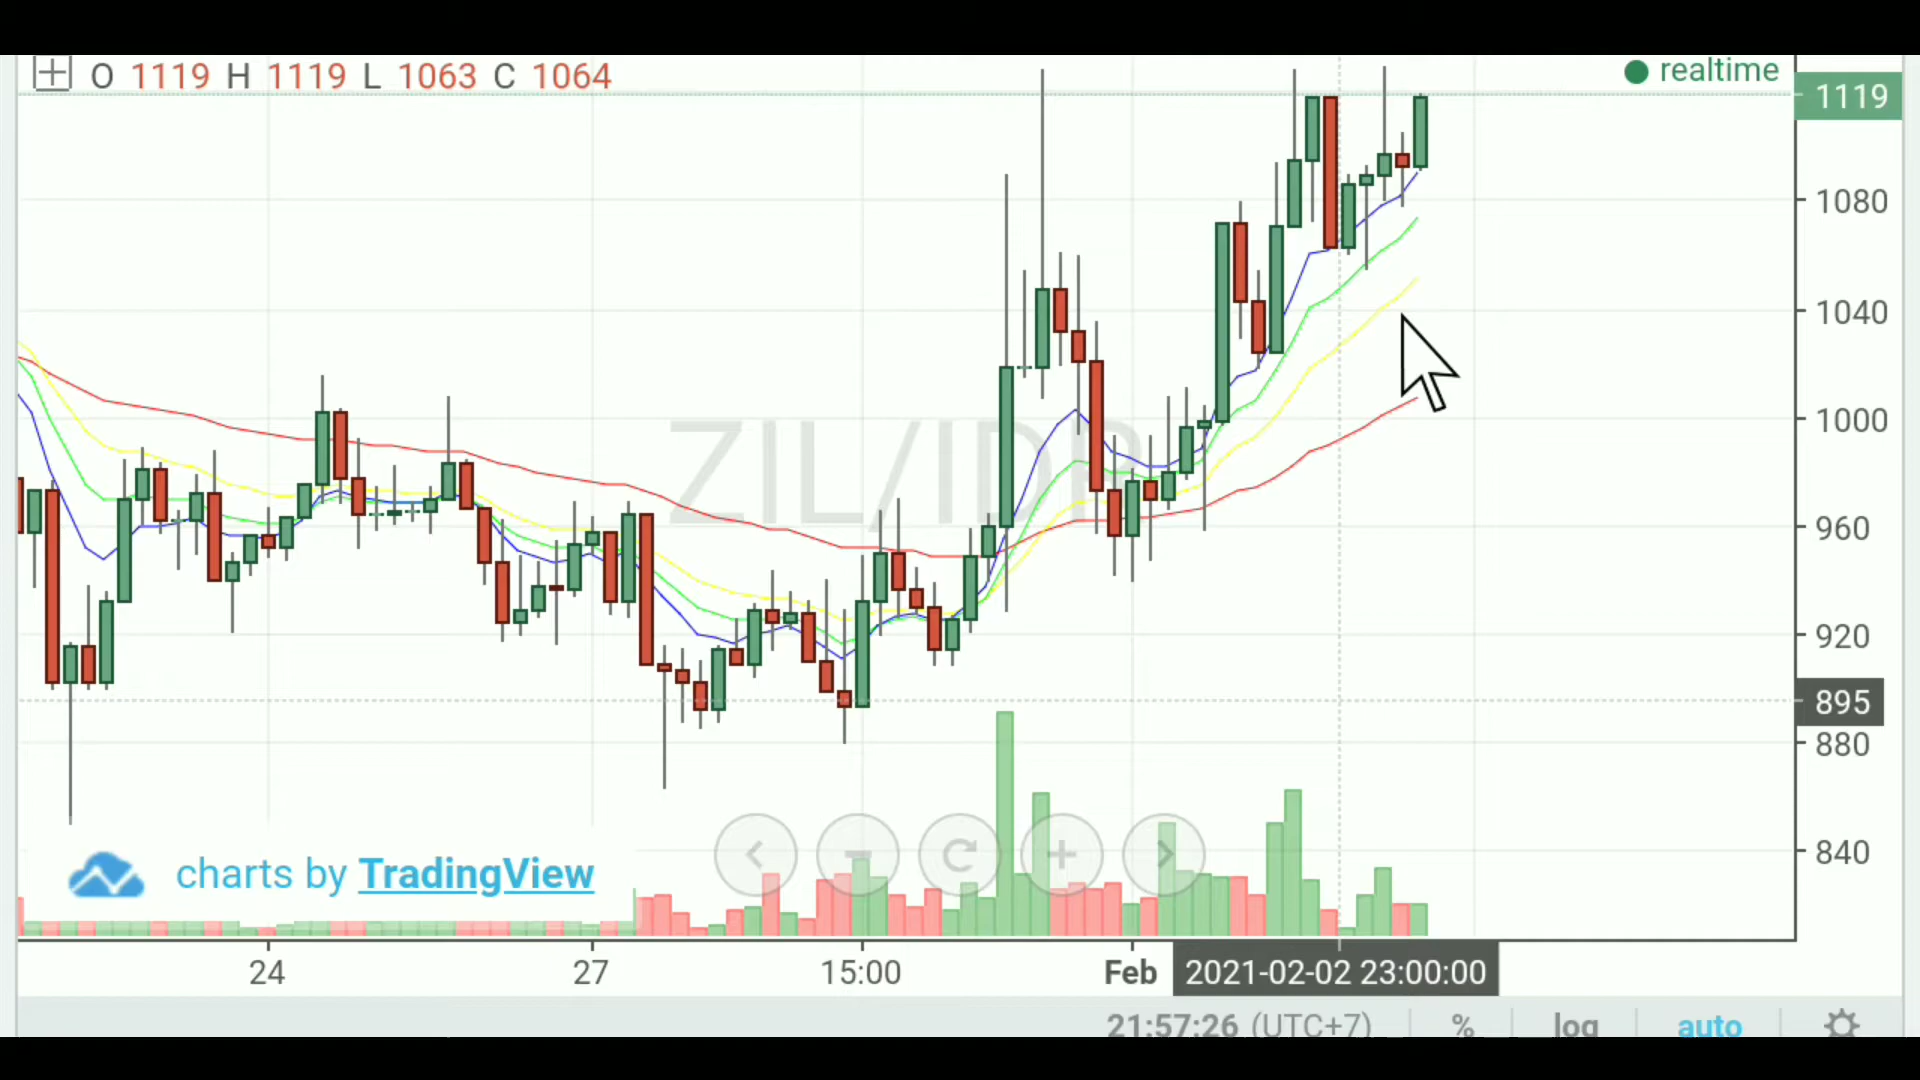 O 1119 H 1119 L 1063 C 1064
realtime
1119
1080
1040
1000
ZIL/IDR
960
920
895
880
840
charts by TradingView
24 27 15:00 Feb 2021-02-02 23:00:00
21:57:26 (UTC+7) % log auto